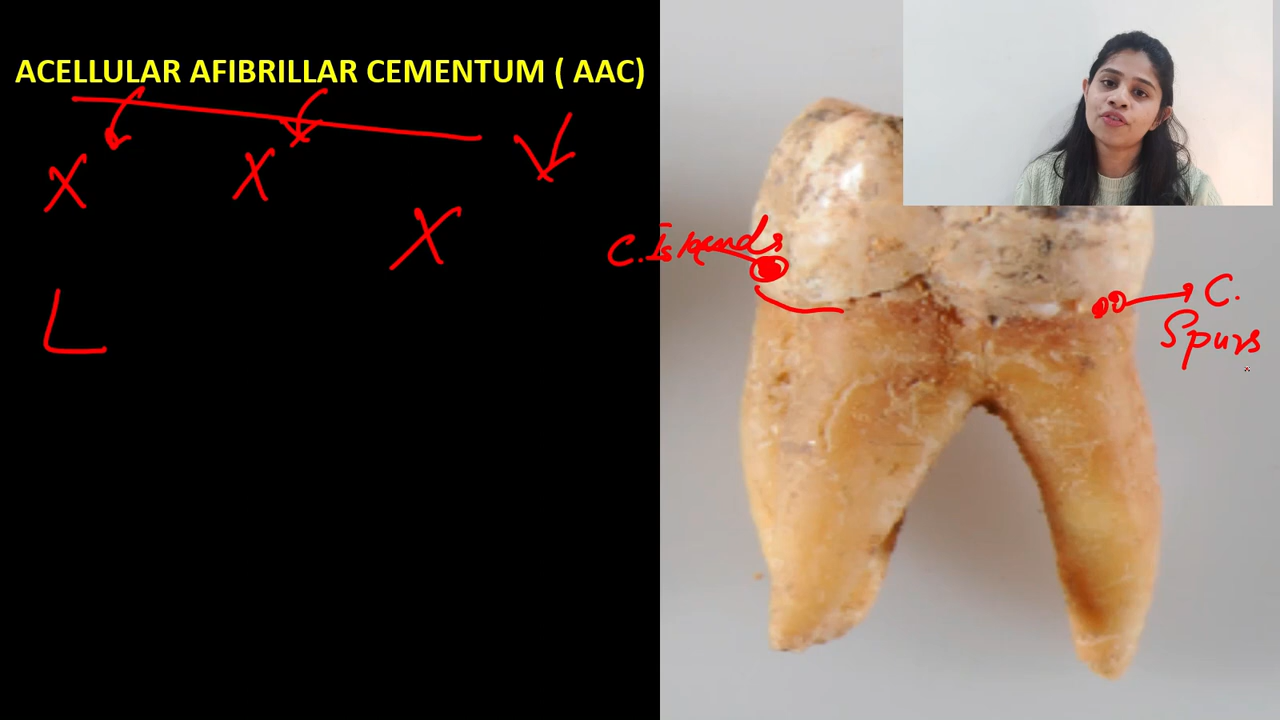 ACELLULAR AFIBRILLAR CEMENTUM ( AAC)
X X
X
L
C. Islands
C.
Spurs